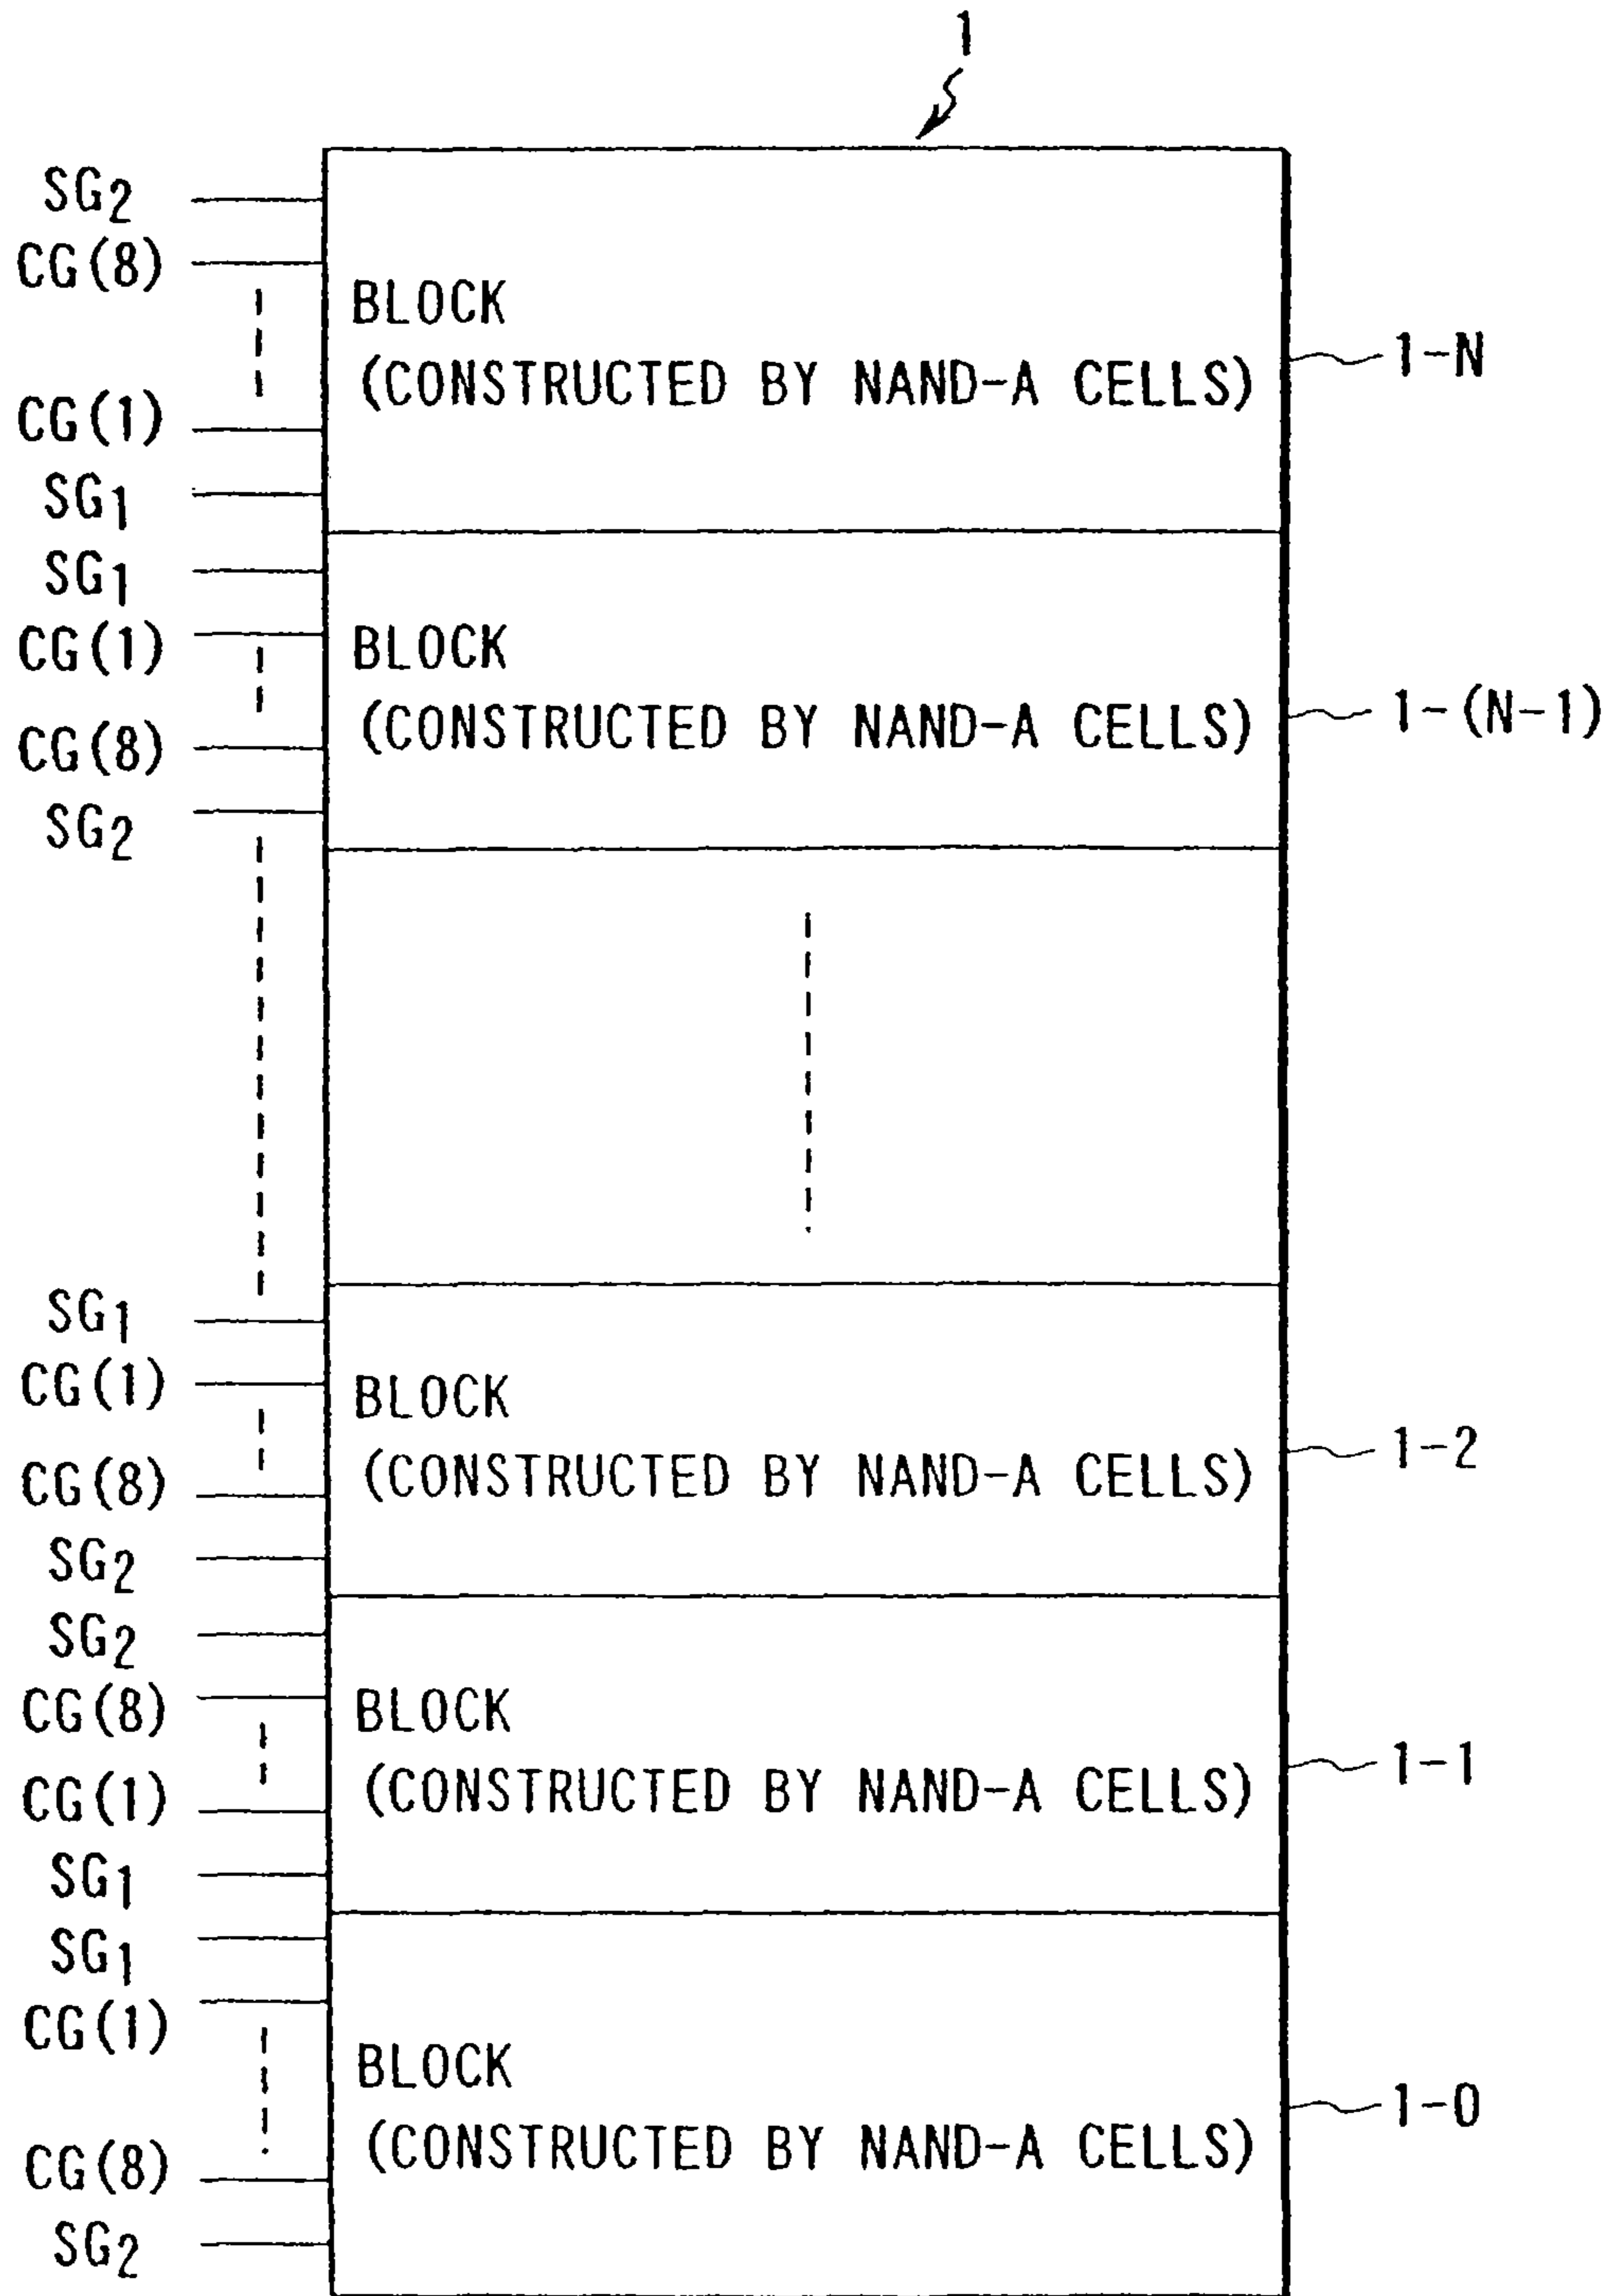 1
SG2
CG(8)
BLOCK
(CONSTRUCTED BY NAND-A CELLS)
1-N
CG(1)
SG1
SG1
CG(1)
BLOCK
(CONSTRUCTED BY NAND-A CELLS)
1-(N-1)
CG(8)
SG2
SG1
CG(1)
BLOCK
(CONSTRUCTED BY NAND-A CELLS)
1-2
CG(8)
SG2
SG2
CG(8)
BLOCK
(CONSTRUCTED BY NAND-A CELLS)
1-1
CG(1)
SG1
SG1
CG(1)
BLOCK
(CONSTRUCTED BY NAND-A CELLS)
1-0
CG(8)
SG2